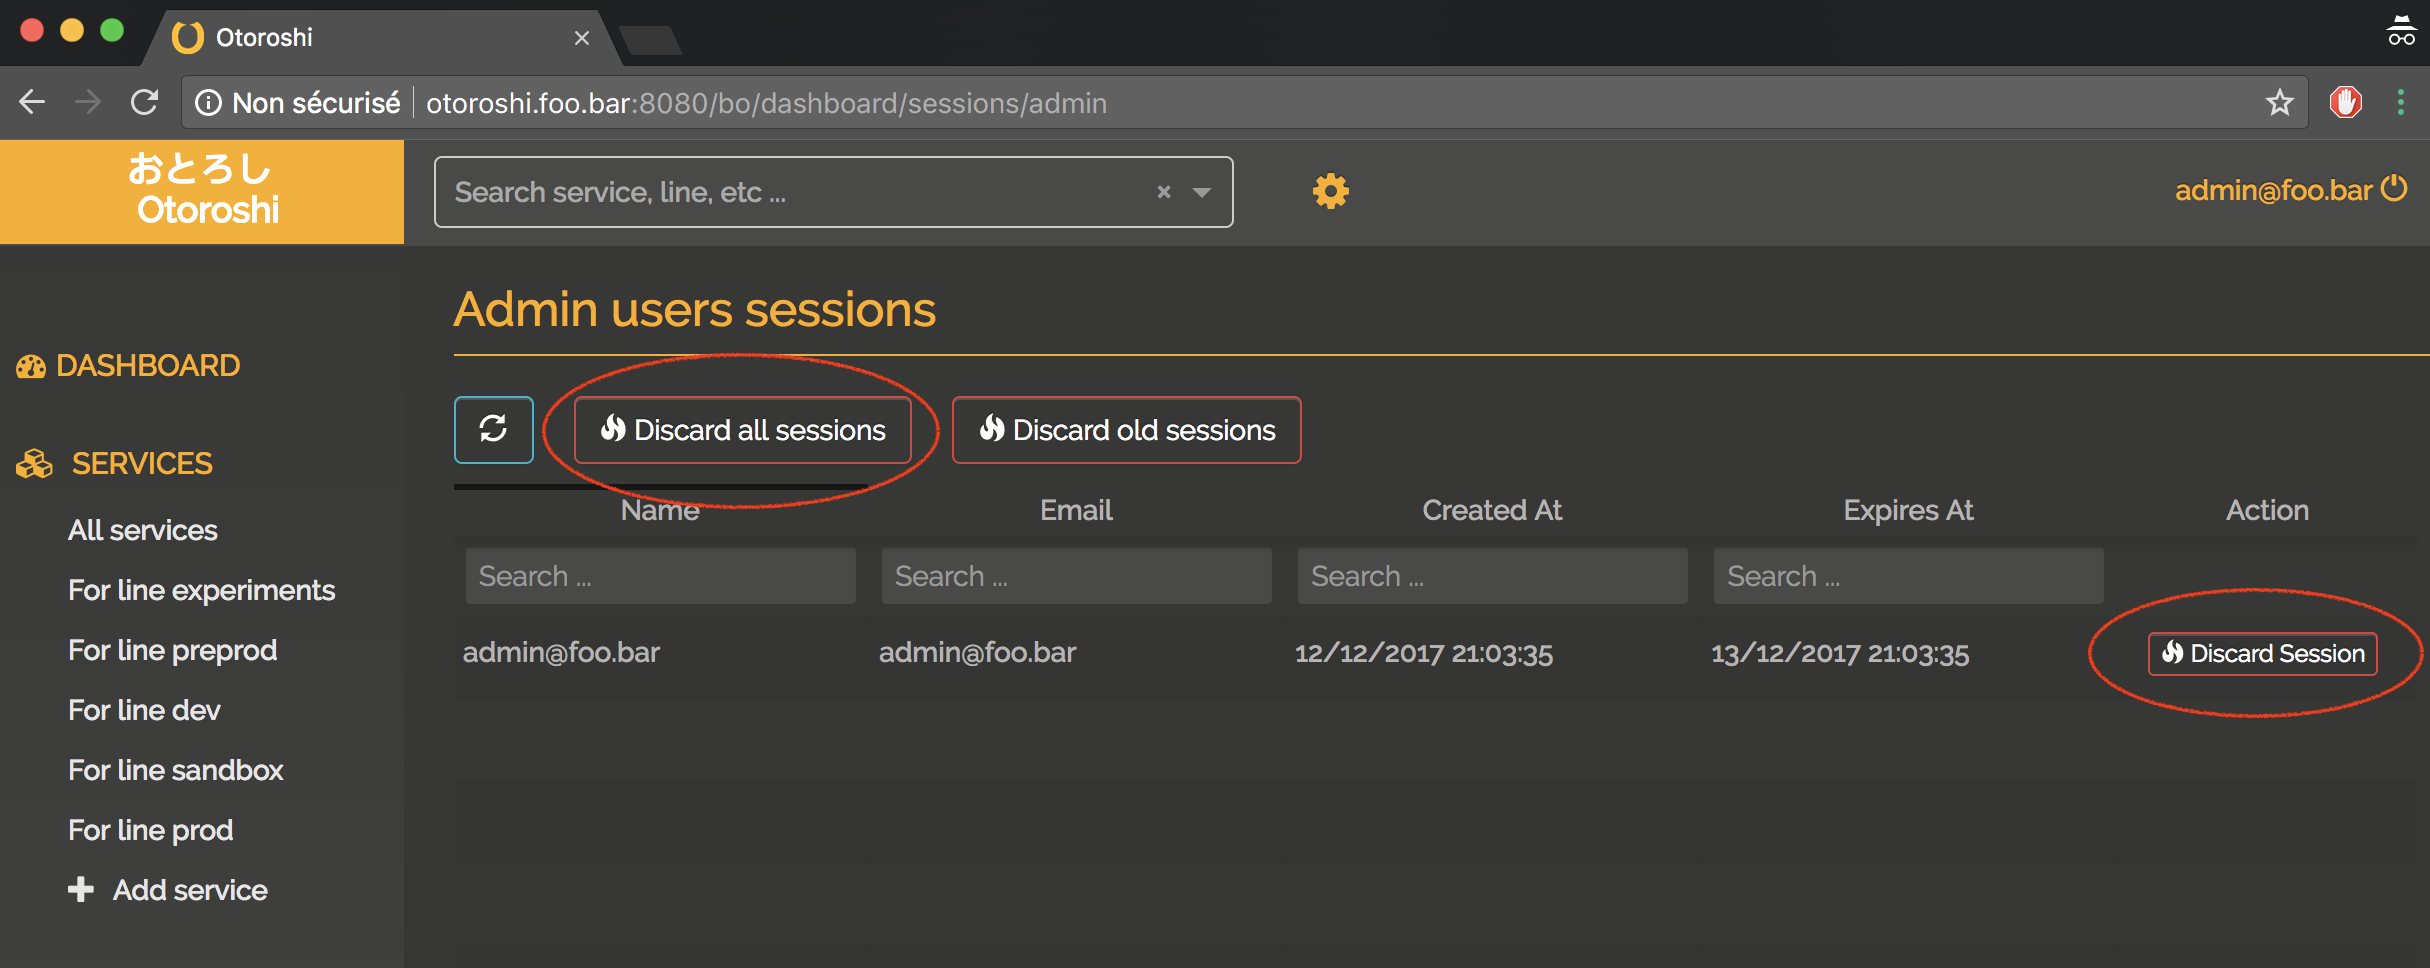 Otoroshi
Non sécurisé otoroshi.foo.bar:8080/bo/dashboard/sessions/admin
おとろし
Otoroshi
Search service, line, etc ...
admin@foo.bar
DASHBOARD
SERVICES
All services
For line experiments
For line preprod
For line dev
For line sandbox
For line prod
Add service
Admin users sessions
Discard all sessions Discard old sessions
Name Email Created At Expires At Action
Search ... Search ... Search ... Search ...
admin@foo.bar admin@foo.bar 12/12/2017 21:03:35 13/12/2017 21:03:35 Discard Session